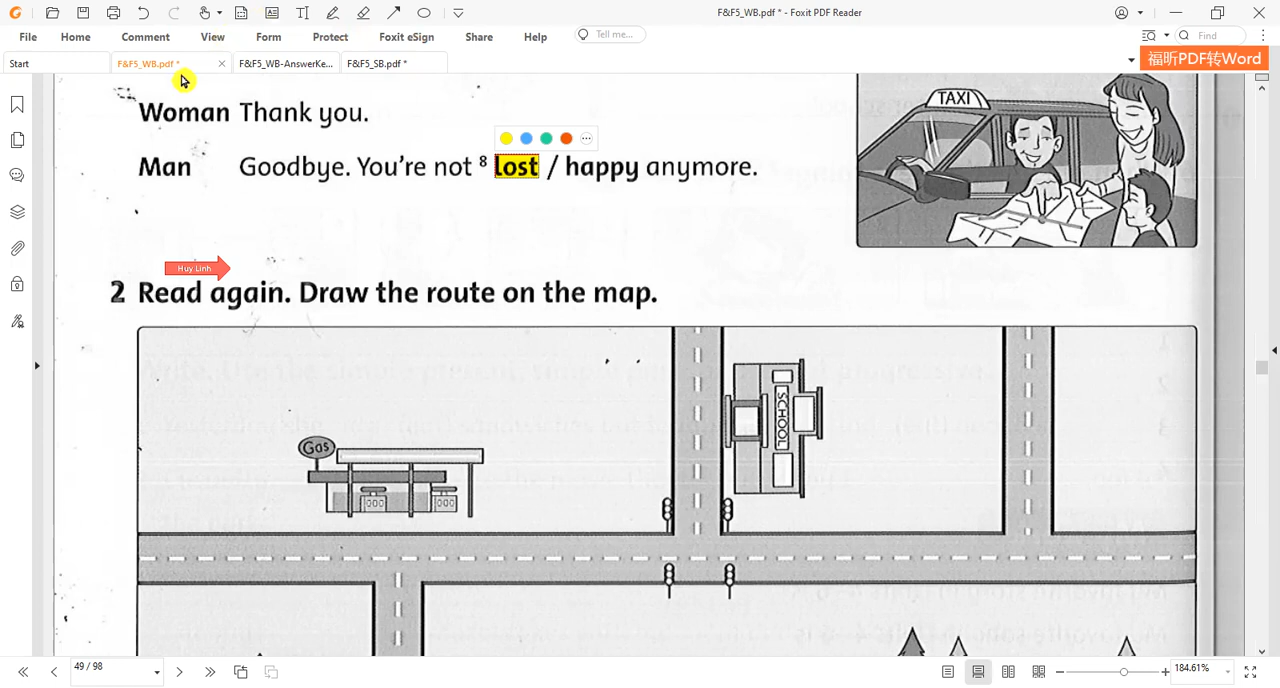 F&F5_WB.pdf * - Foxit PDF Reader
File Home Comment View Form Protect Foxit eSign Share Help Tell me... Find
Start F&F5_WB.pdf * F&F5_WB-AnswerKe... F&F5_SB.pdf * 福昕PDF转Word
Woman Thank you.
Man Goodbye. You're not 8 lost / happy anymore.
TAXI
Huy Linh
2 Read again. Draw the route on the map.
SCHOOL
Gas
49 / 98 184.61%